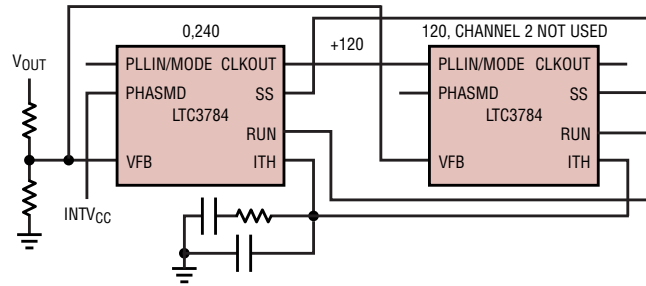 0,240
120, CHANNEL 2 NOT USED
+120
VOUT
PLLIN/MODE CLKOUT
PHASMD SS
LTC3784
RUN
VFB ITH
INTVCC
PLLIN/MODE CLKOUT
PHASMD SS
LTC3784
RUN
VFB ITH